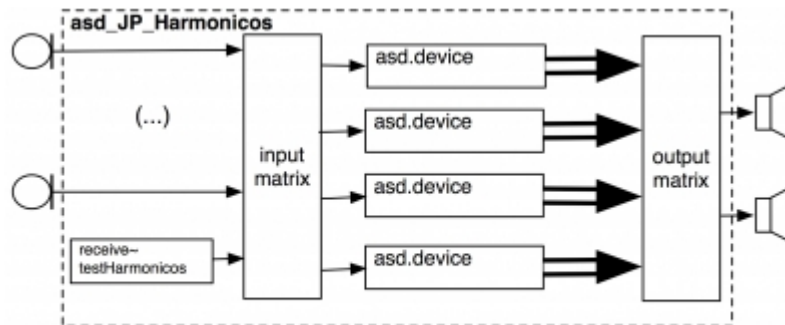 asd_JP_Harmonicos
asd.device
(...)
asd.device
input
matrix
output
matrix
asd.device
receive~
testHarmonicos
asd.device